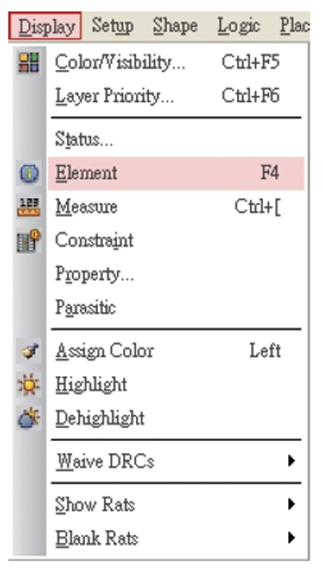 Display Setup Shape Logic Plac
Color/Visibility... Ctrl+F5
Layer Priority... Ctrl+F6
Status...
Element F4
Measure Ctrl+[
Constraint
Property...
Parasitic
Assign Color Left
Highlight
Dehighlight
Waive DRCs
Show Rats
Blank Rats